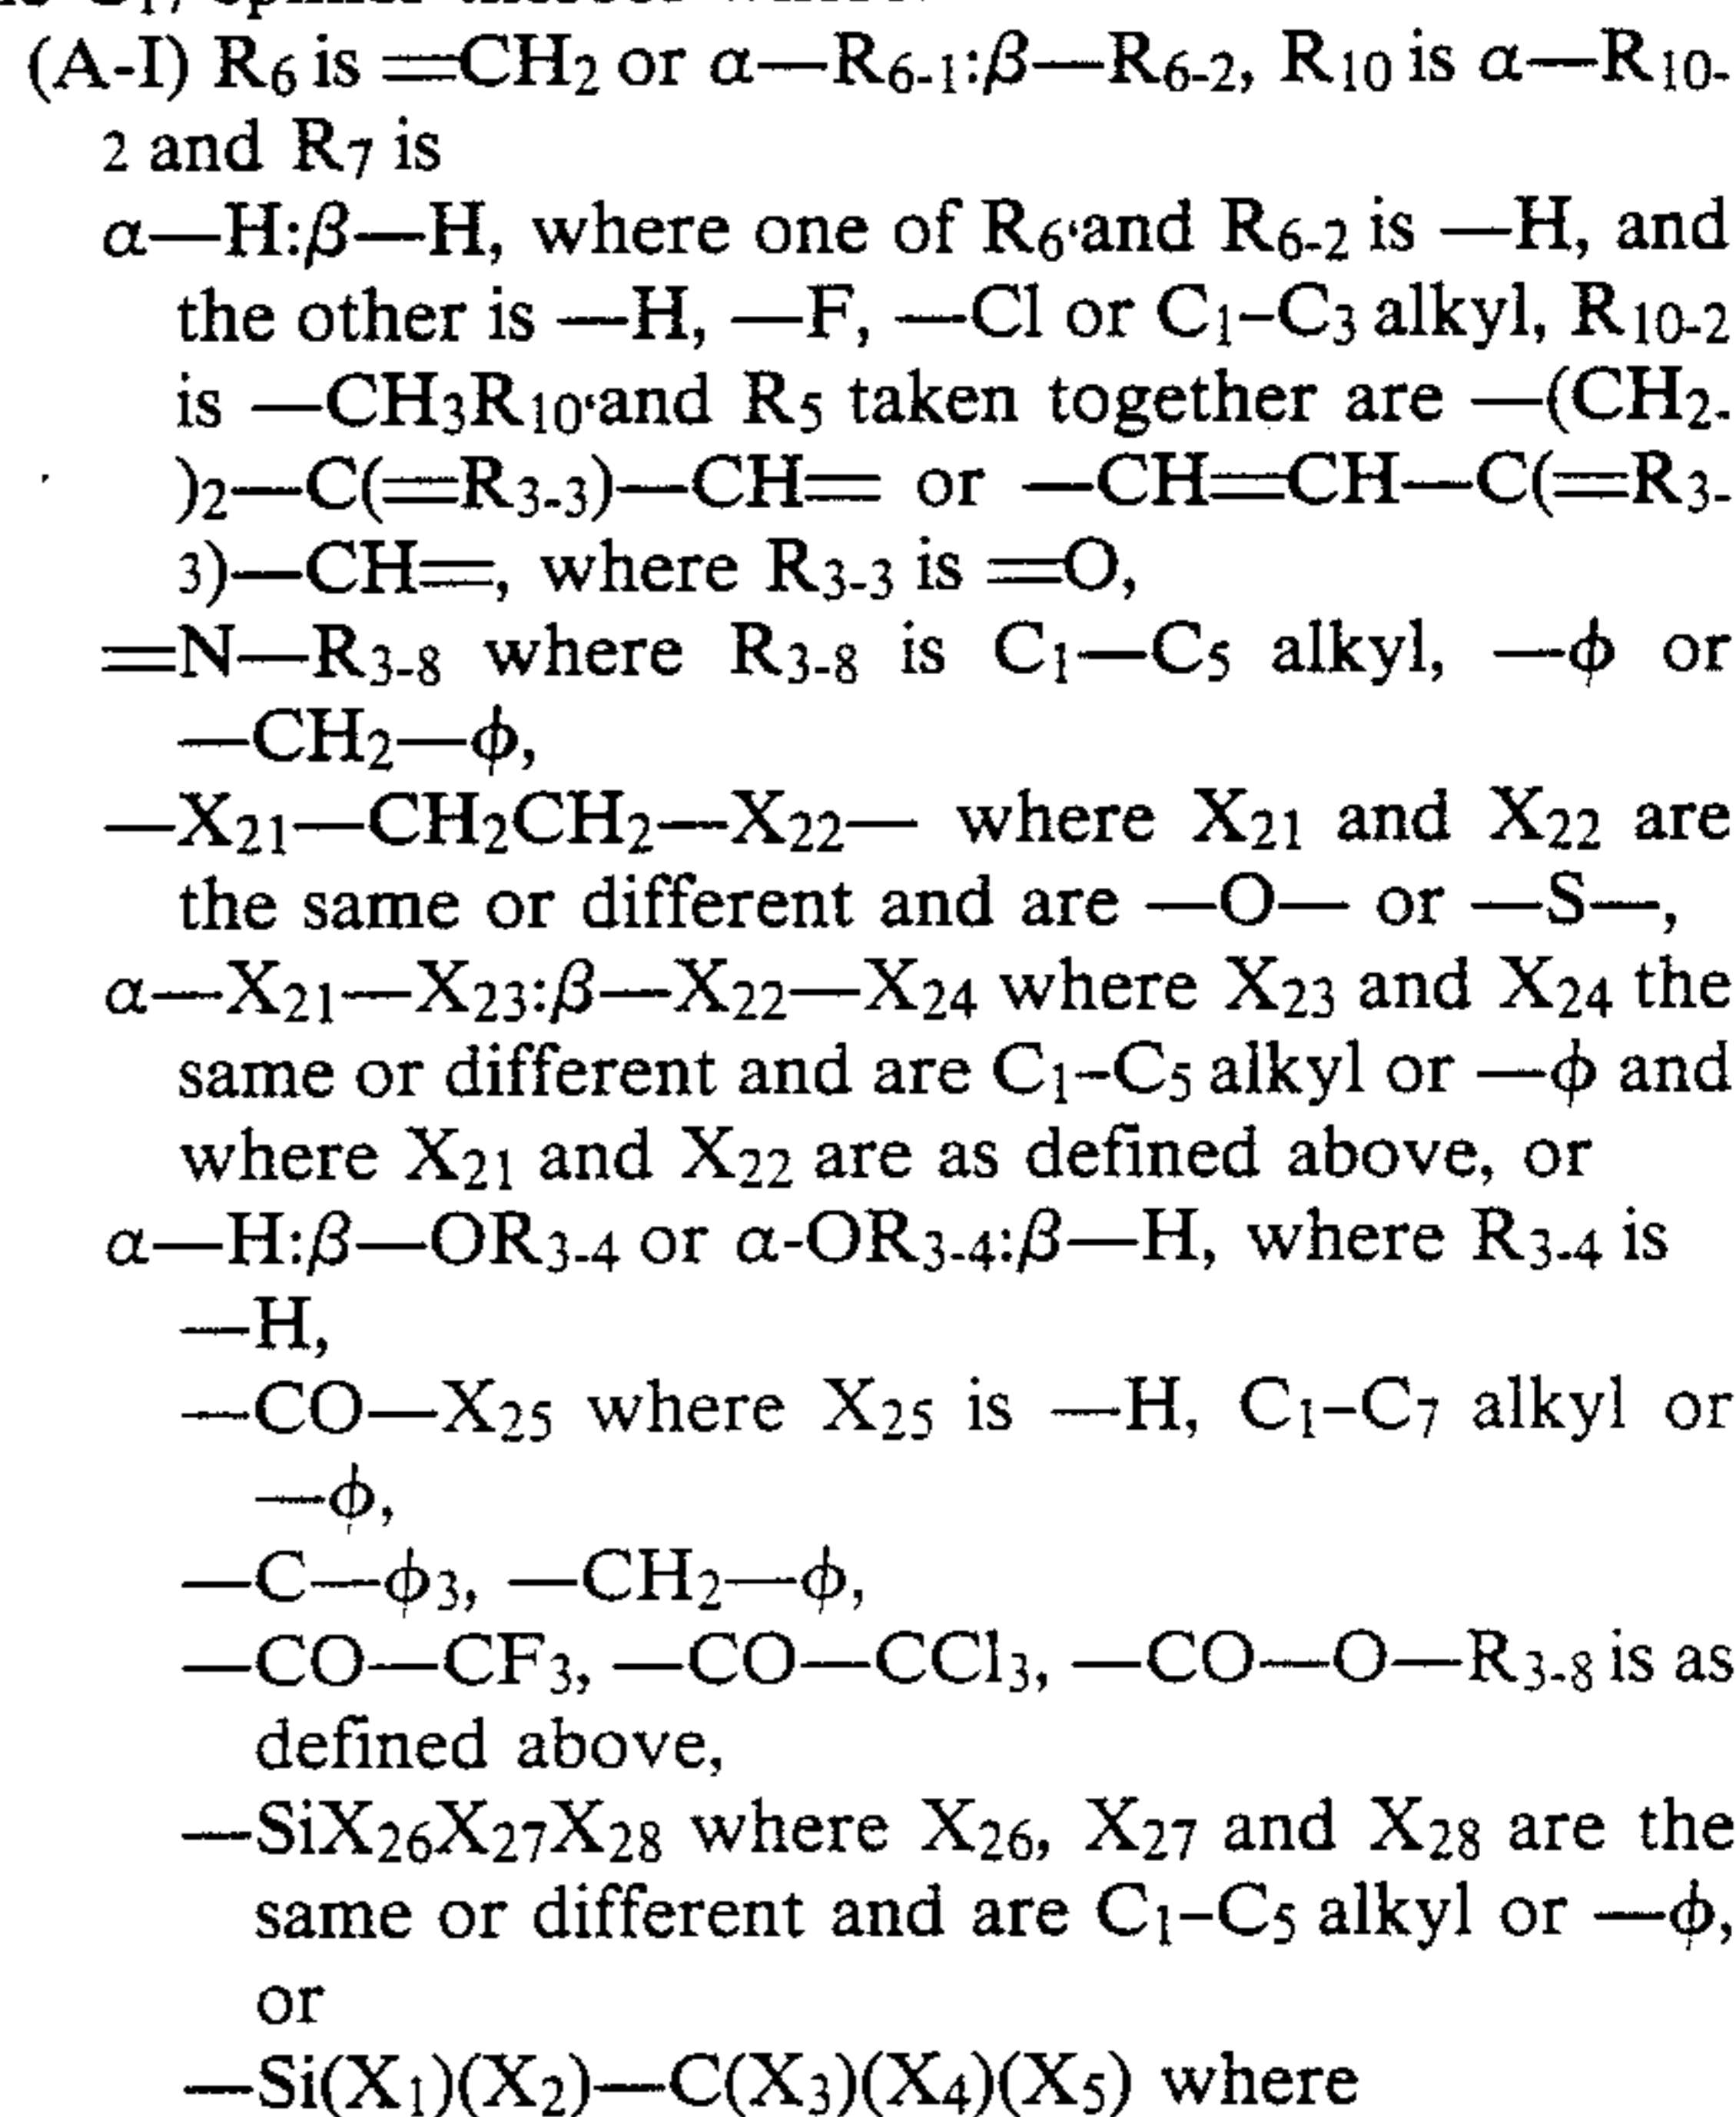 (A-I) R6 is =CH2 or α—R6-1:β—R6-2, R10 is α—R10-
2 and R7 is
α—H:β—H, where one of R6‘and R6-2 is —H, and
the other is —H, —F, —Cl or C1–C3 alkyl, R10-2
is —CH3R10‘and R5 taken together are —(CH2-
)2—C(=R3-3)—CH= or —CH=CH—C(=R3-
3)—CH=, where R3-3 is =O,
=N—R3-8 where R3-8 is C1—C5 alkyl, —ϕ or
—CH2—ϕ,
—X21—CH2CH2—X22— where X21 and X22 are
the same or different and are —O— or —S—,
α—X21—X23:β—X22—X24 where X23 and X24 the
same or different and are C1–C5 alkyl or —ϕ and
where X21 and X22 are as defined above, or
α—H:β—OR3-4 or α-OR3-4:β—H, where R3-4 is
—H,
—CO—X25 where X25 is —H, C1–C7 alkyl or
—ϕ,
—C—ϕ3, —CH2—ϕ,
—CO—CF3, —CO—CCl3, —CO—O—R3-8 is as
defined above,
—SiX26X27X28 where X26, X27 and X28 are the
same or different and are C1–C5 alkyl or —ϕ,
or
—Si(X1)(X2)—C(X3)(X4)(X5) where